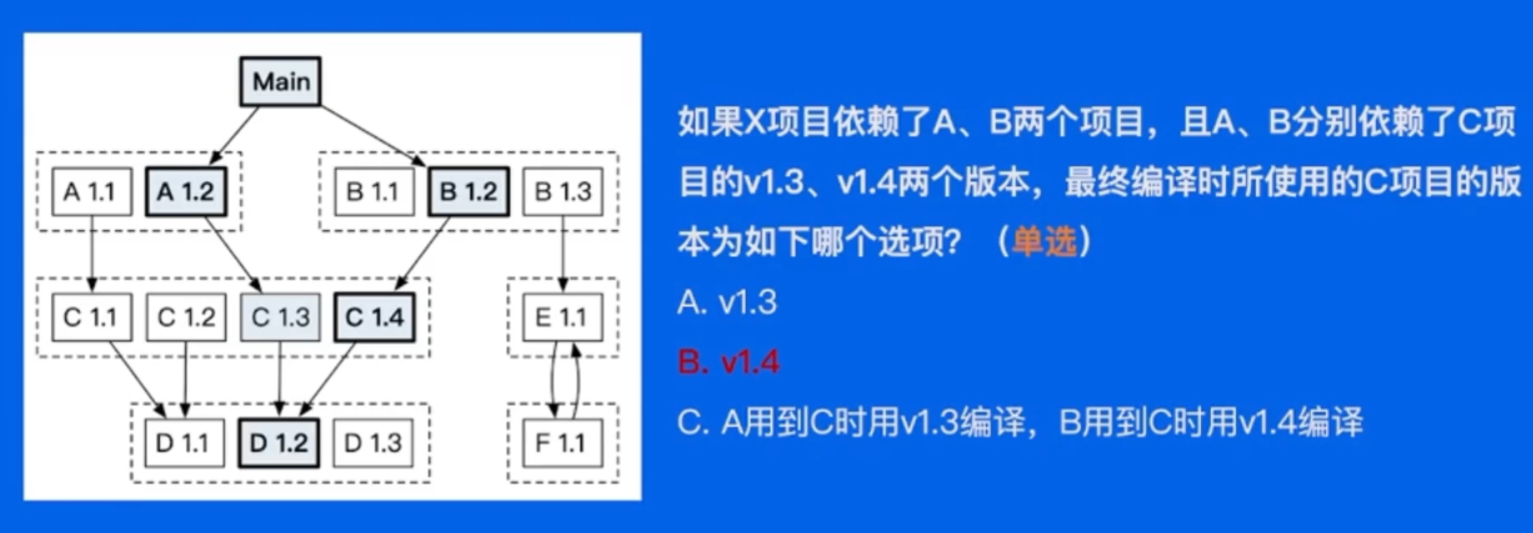 Main
A 1.1 A 1.2 B 1.1 B 1.2 B 1.3
C 1.1 C 1.2 C 1.3 C 1.4 E 1.1
D 1.1 D 1.2 D 1.3 F 1.1
如果X项目依赖了A、B两个项目，且A、B分别依赖了C项
目的v1.3、v1.4两个版本，最终编译时所使用的C项目的版
本为如下哪个选项？（单选）
A. v1.3
B. v1.4
C. A用到C时用v1.3编译，B用到C时用v1.4编译